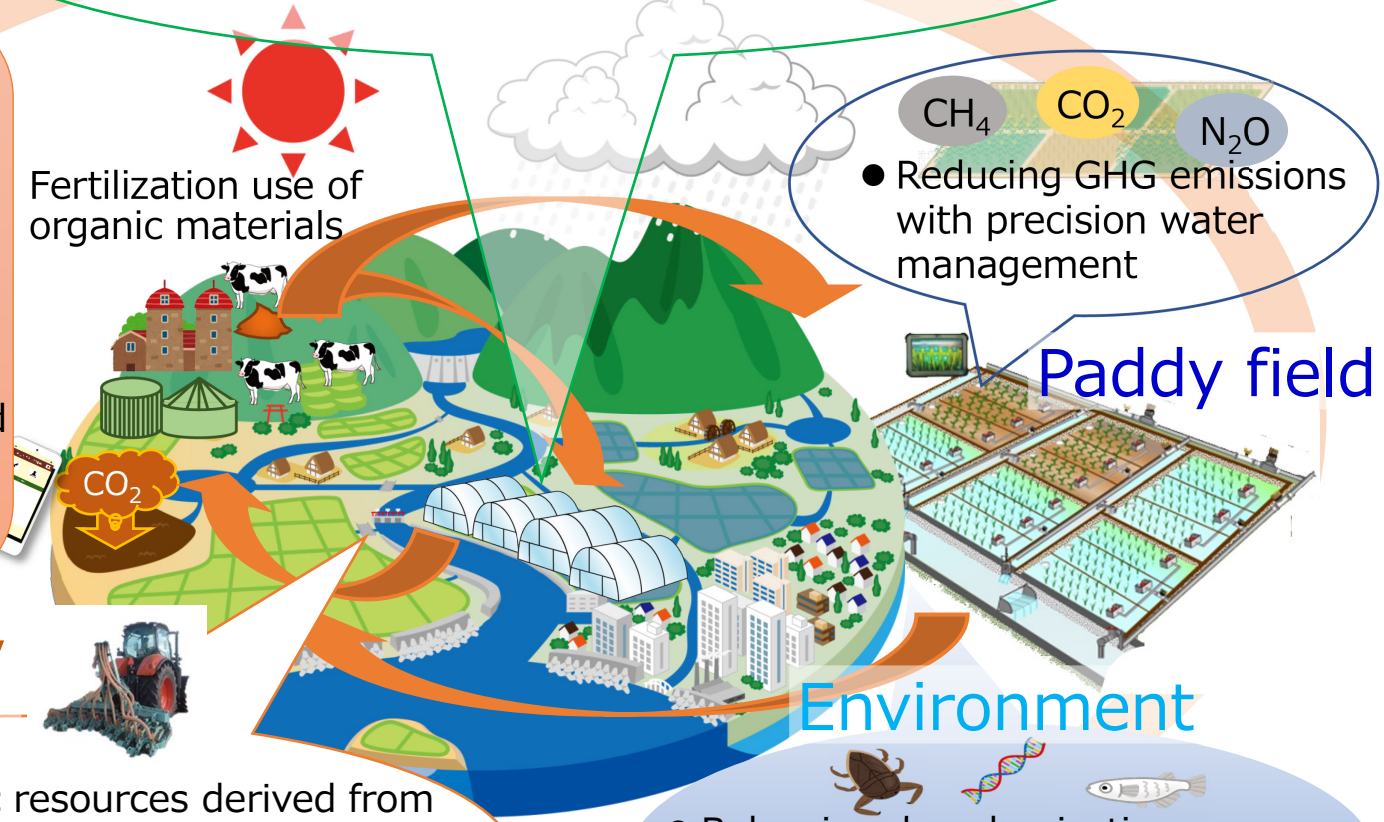 CH₄
CO₂
N₂O
● Reducing GHG emissions
with precision water
management
Fertilization use of
organic materials
Paddy field
CO₂
Environment
resources derived from